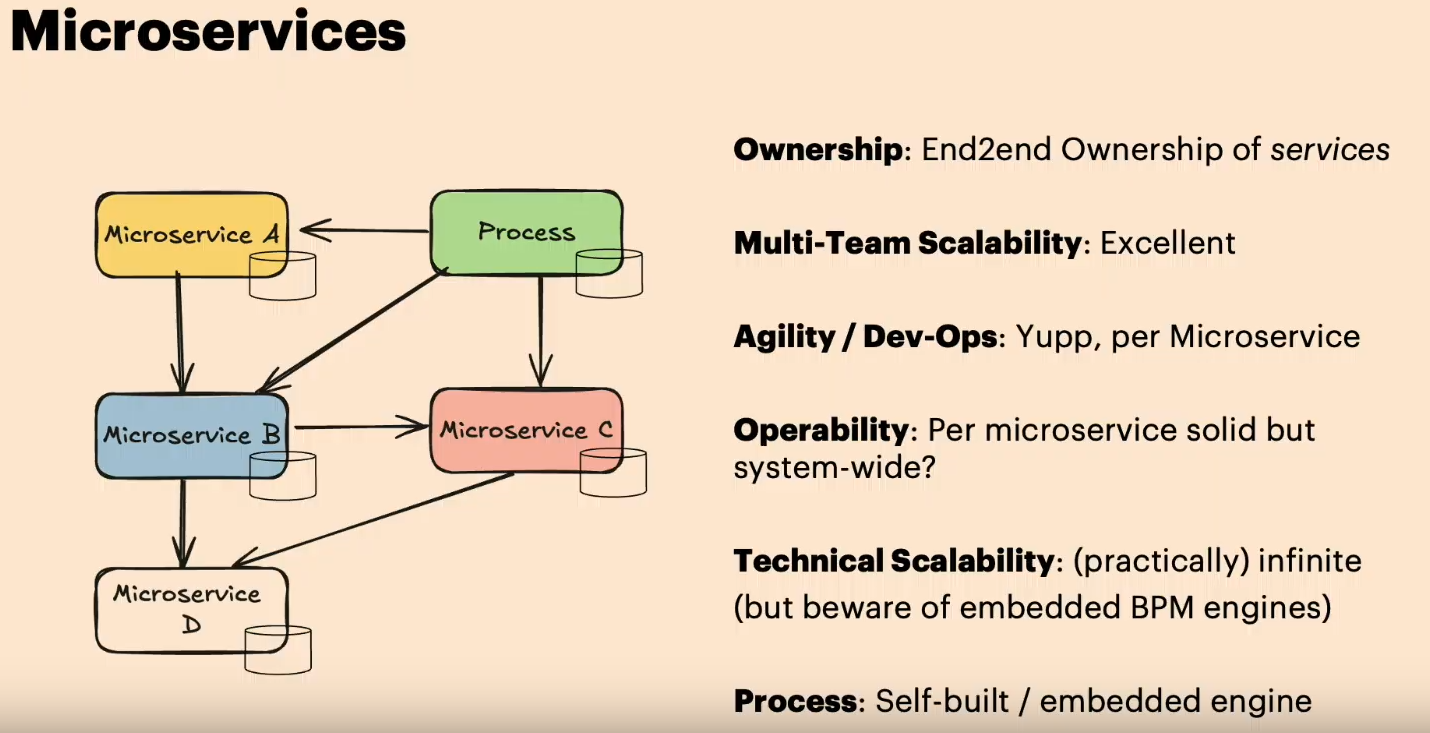 Microservices
Microservice A
Process
Microservice B
Microservice C
Microservice
D
Ownership: End2end Ownership of services
Multi-Team Scalability: Excellent
Agility / Dev-Ops: Yupp, per Microservice
Operability: Per microservice solid but
system-wide?
Technical Scalability: (practically) infinite
(but beware of embedded BPM engines)
Process: Self-built / embedded engine